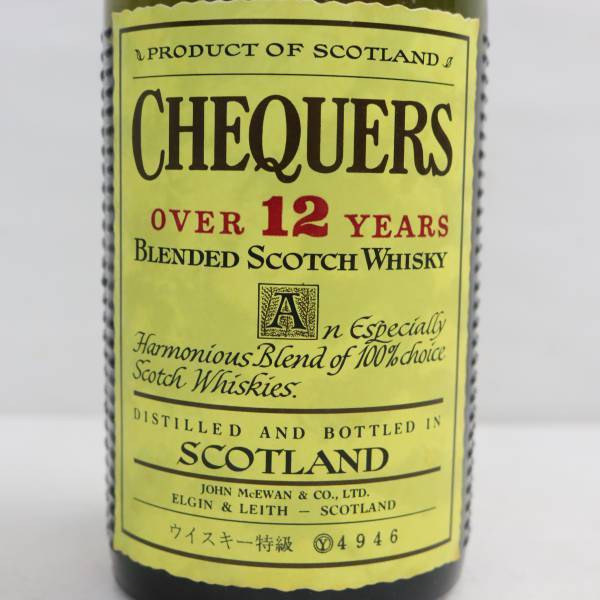 PRODUCT OF SCOTLAND
CHEQUERS
OVER 12 YEARS
BLENDED SCOTCH WHISKY
An Especially
Harmonious Blend of 100% choice
Scotch Whiskies.
DISTILLED AND BOTTLED IN
SCOTLAND
JOHN McEWAN & CO., LTD.
ELGIN & LEITH – SCOTLAND
ウイスキー特級 Ⓨ4946